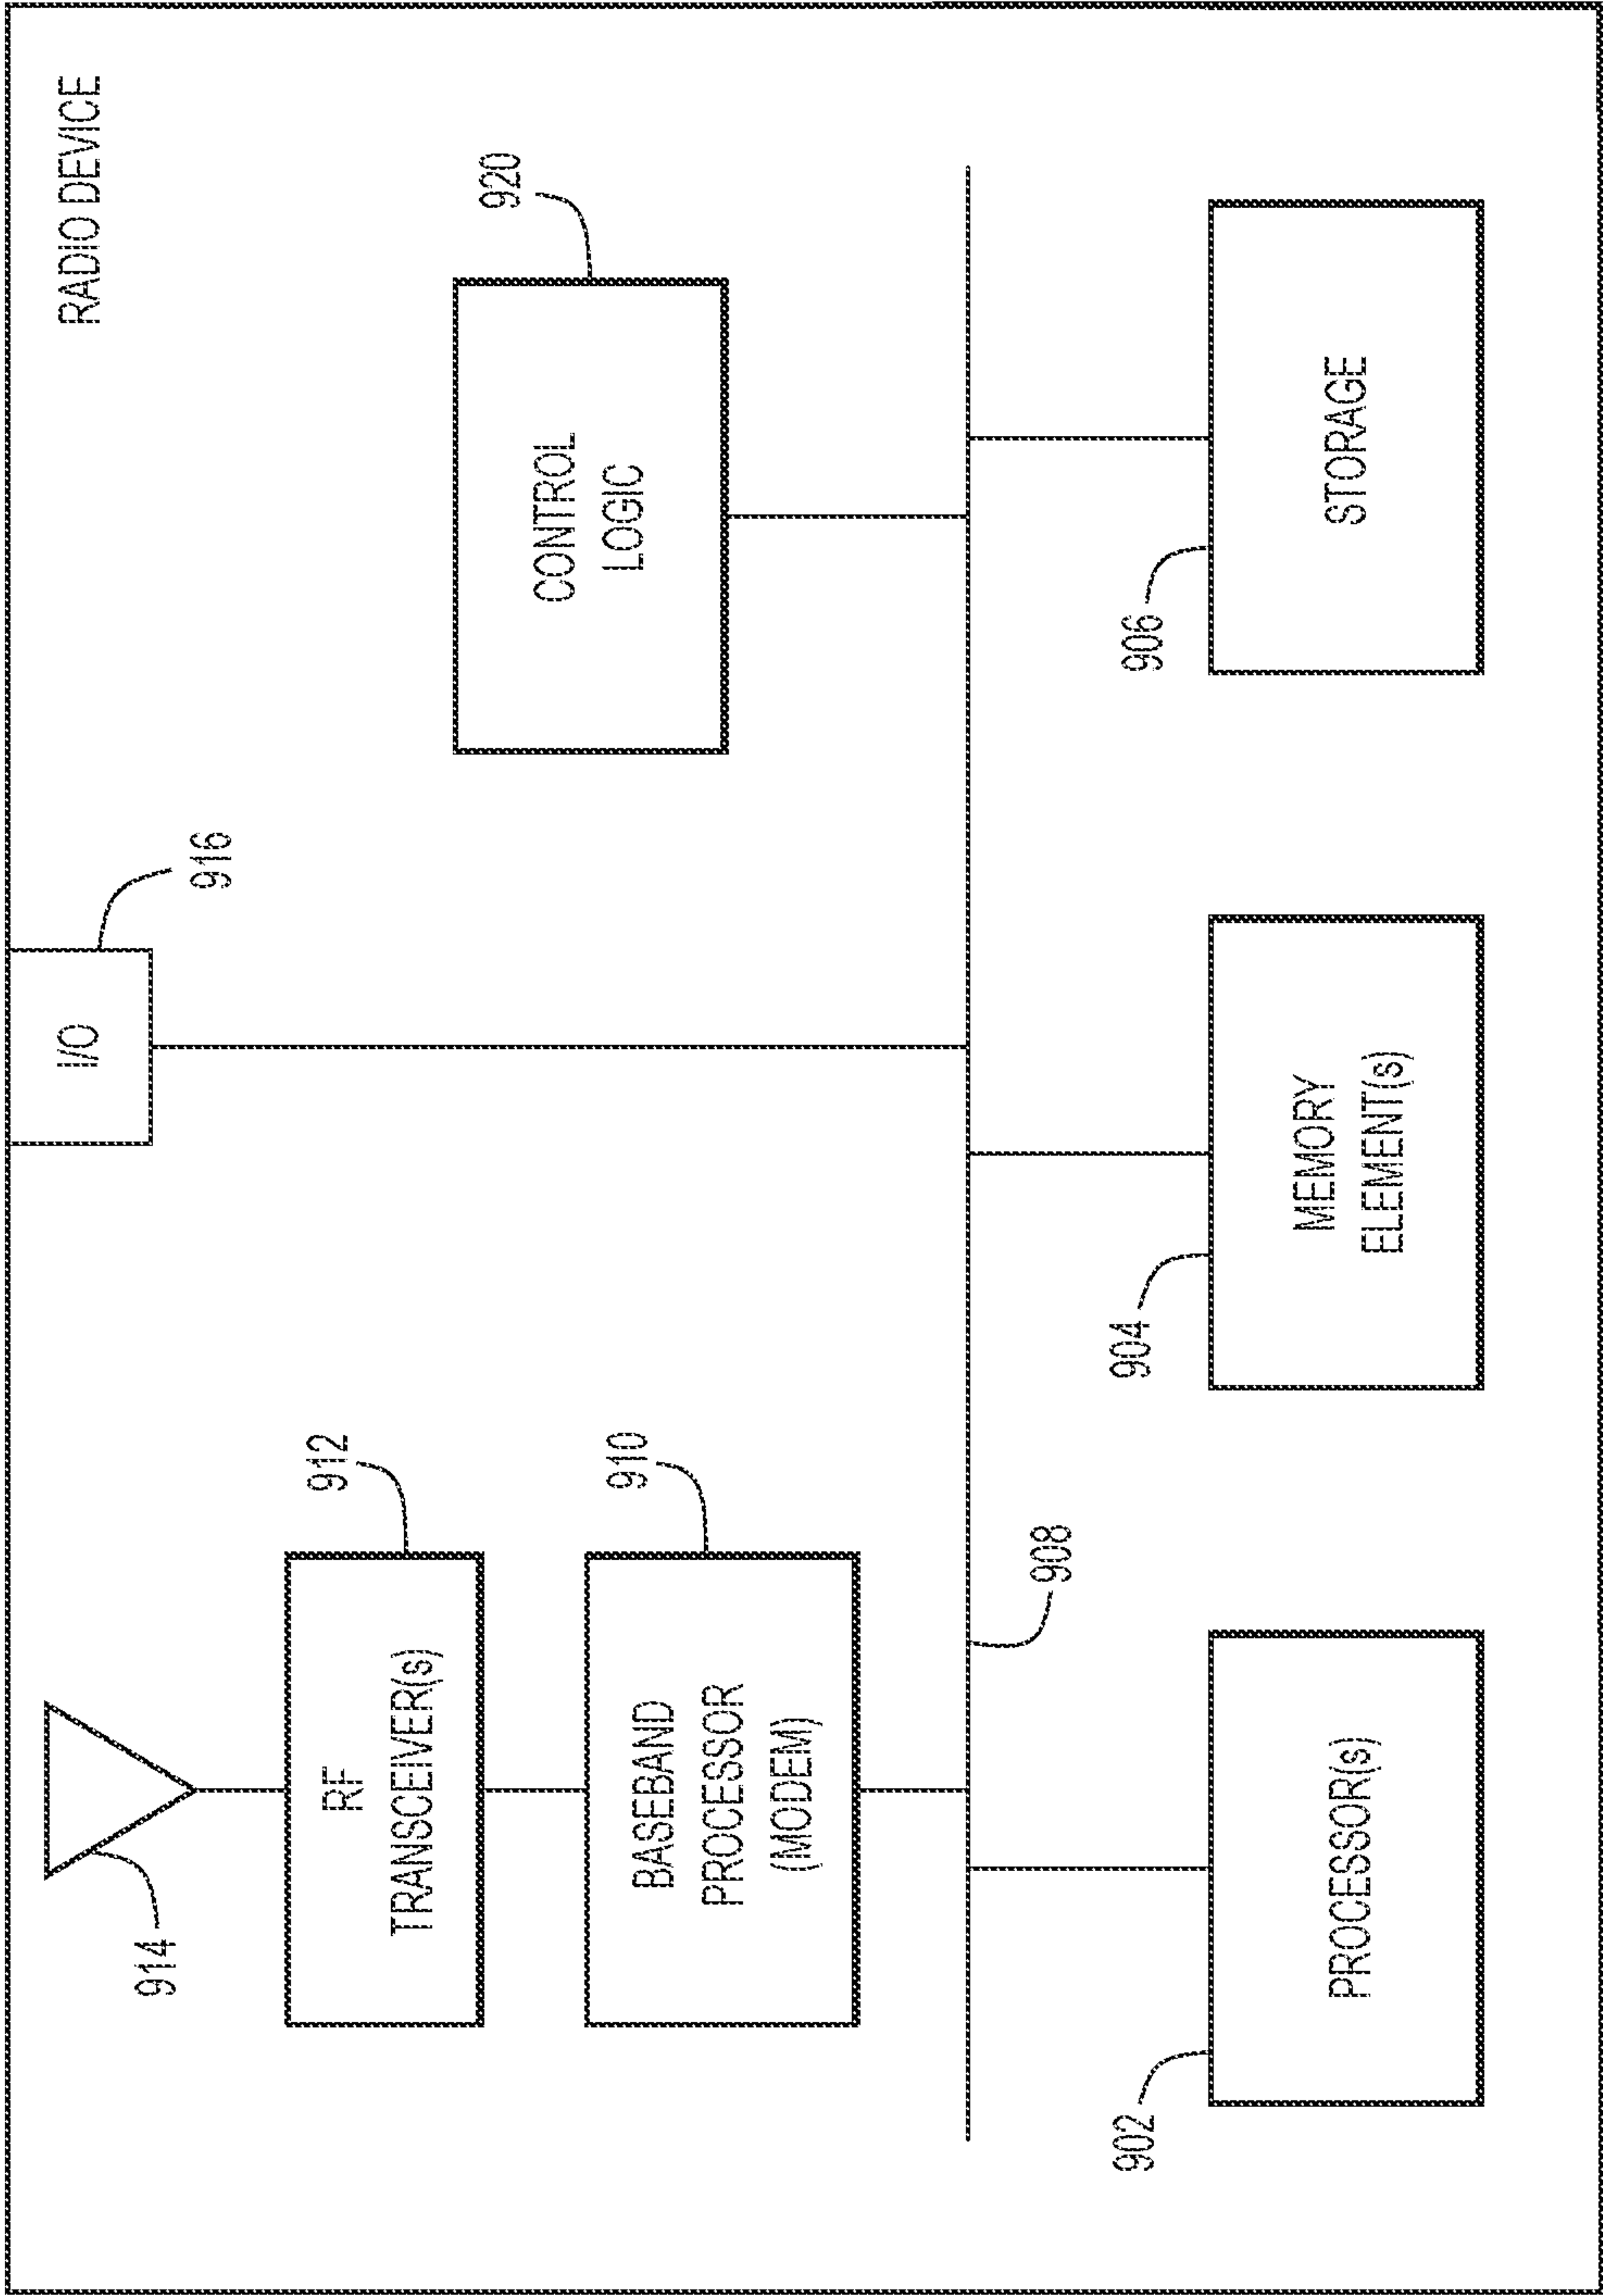 RADIO DEVICE
I/O
914
916
912
RF
TRANSCEIVER(s)
920
CONTROL
LOGIC
910
BASEBAND
PROCESSOR
(MODEM)
908
902
PROCESSOR(s)
904
MEMORY
ELEMENT(s)
906
STORAGE